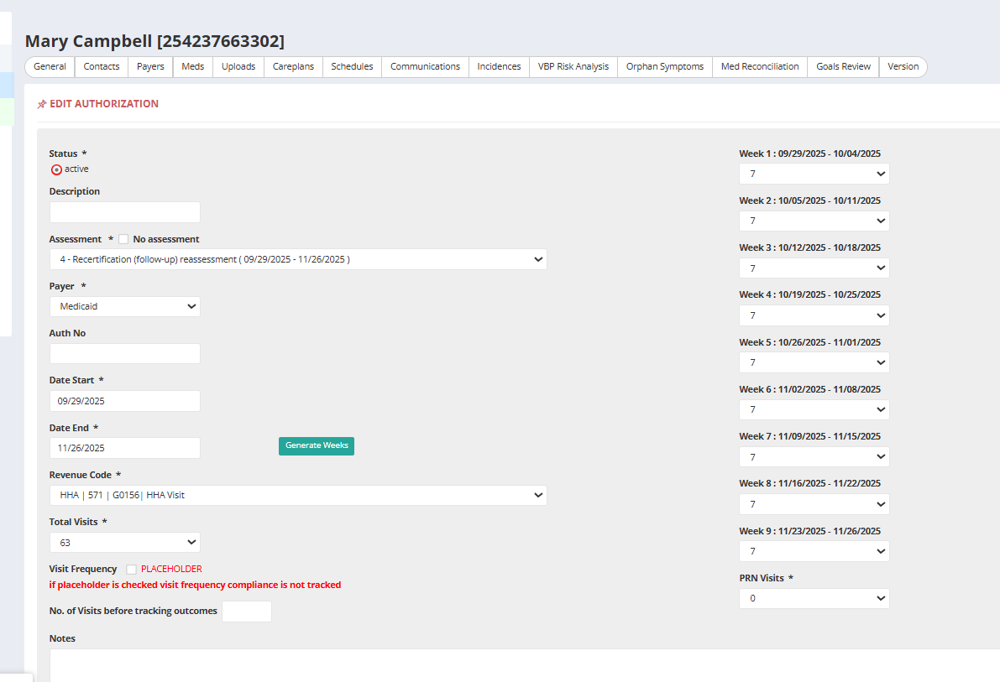 Mary Campbell [254237663302]
General Contacts Payers Meds Uploads Careplans Schedules Communications Incidences VBP Risk Analysis Orphan Symptoms Med Reconciliation Goals Review Version
EDIT AUTHORIZATION
Status *
active
Description
Assessment * No assessment
4 - Recertification (follow-up) reassessment ( 09/29/2025 - 11/26/2025 )
Payer *
Medicaid
Auth No
Date Start *
09/29/2025
Date End *
11/26/2025
Generate Weeks
Revenue Code *
HHA | 571 | G0156| HHA Visit
Total Visits *
63
Visit Frequency PLACEHOLDER
if placeholder is checked visit frequency compliance is not tracked
No. of Visits before tracking outcomes
Notes
Week 1 : 09/29/2025 - 10/04/2025
7
Week 2 : 10/05/2025 - 10/11/2025
7
Week 3 : 10/12/2025 - 10/18/2025
7
Week 4 : 10/19/2025 - 10/25/2025
7
Week 5 : 10/26/2025 - 11/01/2025
7
Week 6 : 11/02/2025 - 11/08/2025
7
Week 7 : 11/09/2025 - 11/15/2025
7
Week 8 : 11/16/2025 - 11/22/2025
7
Week 9 : 11/23/2025 - 11/26/2025
7
PRN Visits *
0